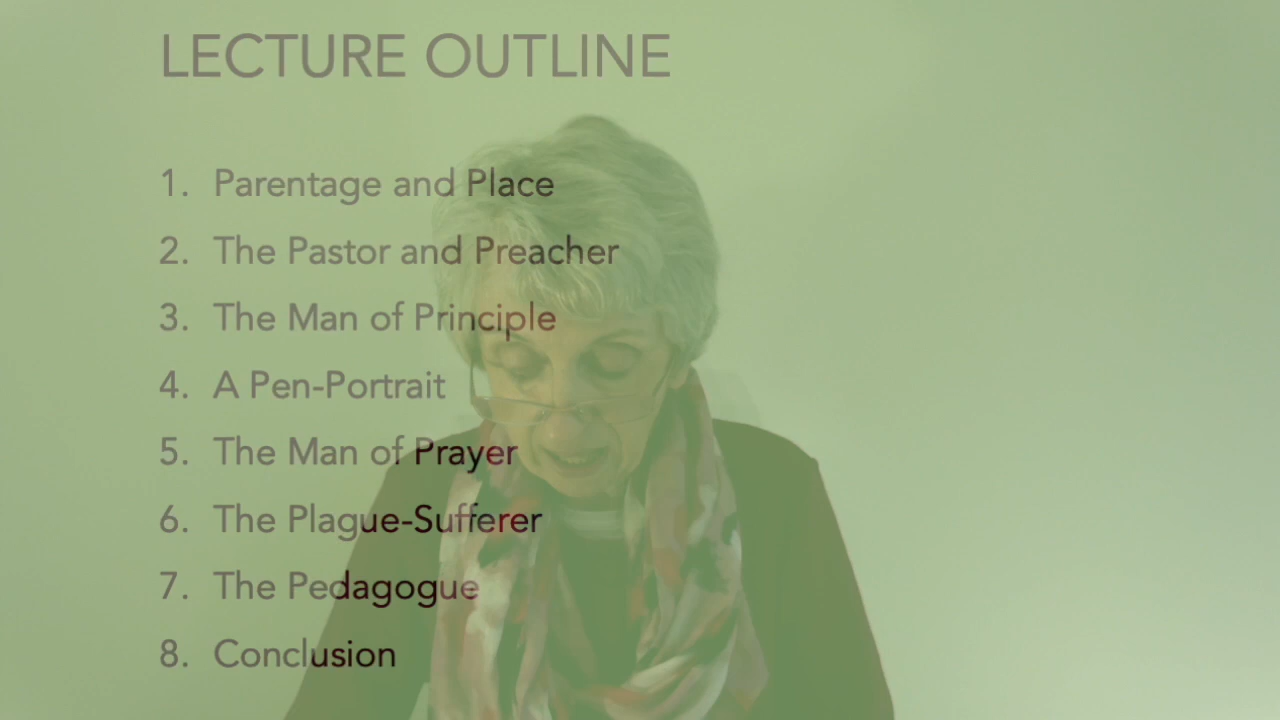 LECTURE OUTLINE
1. Parentage and Place
2. The Pastor and Preacher
3. The Man of Principle
4. A Pen-Portrait
5. The Man of Prayer
6. The Plague-Sufferer
7. The Pedagogue
8. Conclusion